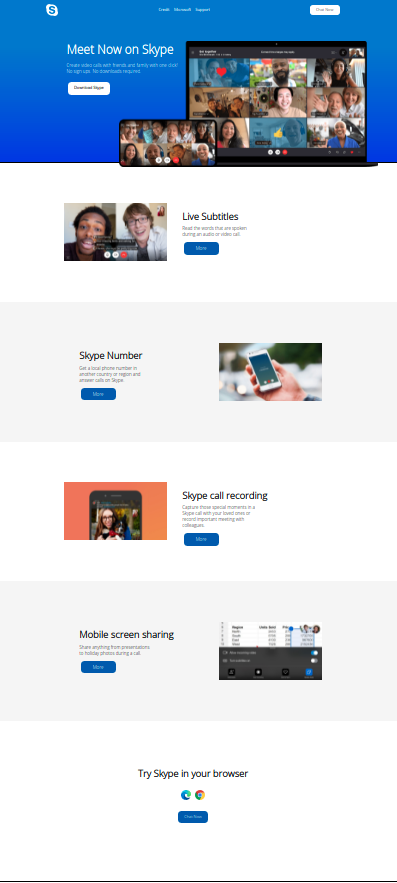 Credit Microsoft Support
Chat Now
Meet Now on Skype
Create video calls with friends and family with one click!
No sign ups. No downloads required.
Download Skype
Live Subtitles
Read the words that are spoken
during an audio or video call.
More
Skype Number
Get a local phone number in
another country or region and
answer calls on Skype.
More
Skype call recording
Capture those special moments in a
Skype call with your loved ones or
record important meeting with
colleagues.
More
Mobile screen sharing
Share anything from presentations
to holiday photos during a call.
More
Region Units Sold
Try Skype in your browser
Chat Now